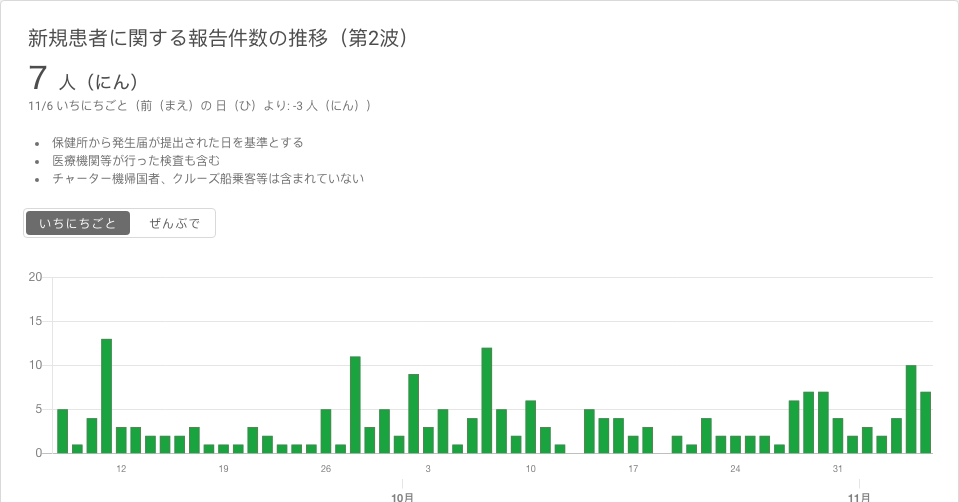 新規患者に関する報告件数の推移（第2波）
7 人（にん）
11/6 いちにちごと（前（まえ）の 日（ひ）より: -3 人（にん））
保健所から発生届が提出された日を基準とする
医療機関等が行った検査も含む
チャーター機帰国者、クルーズ船乗客等は含まれていない
いちにちごと ぜんぶで
20
15
10
5
0
12 19 26 3 10 17 24 31
10月 11月